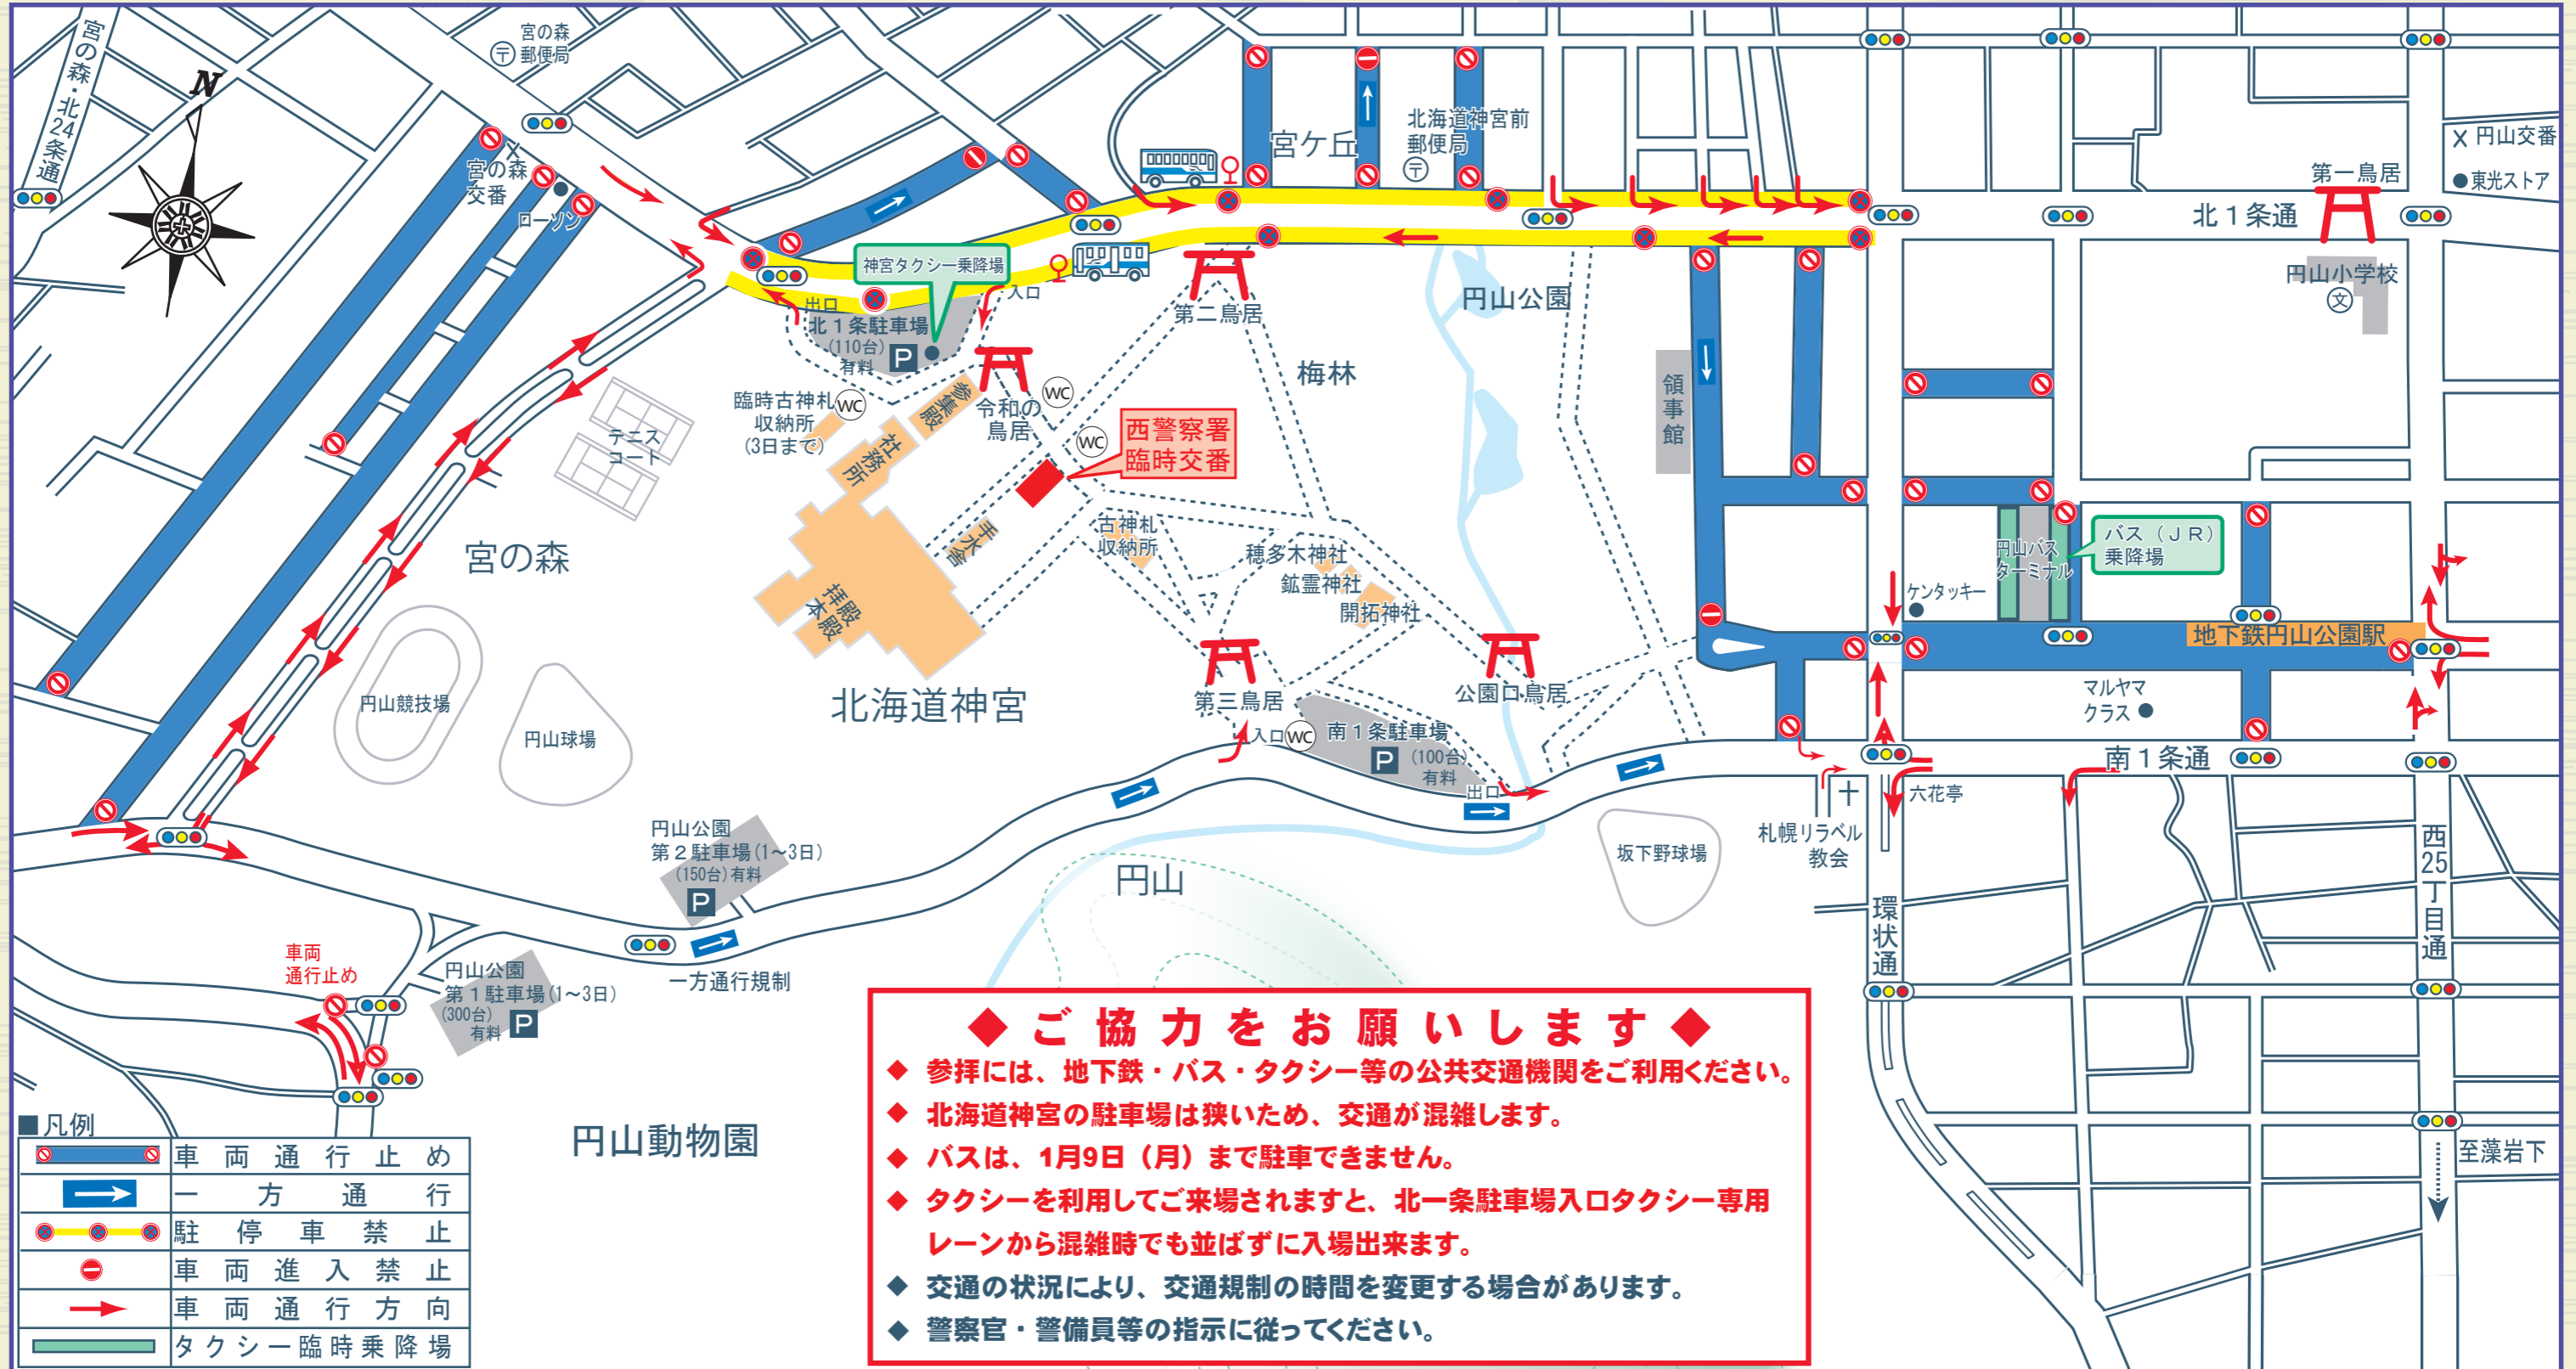 宮の森・北24条通
N
宮の森
〒郵便局
宮の森
交番
ローソン
宮ケ丘
北海道神宮前
郵便局
〒
X 円山交番
●東光ストア
第一鳥居
北1条通
円山小学校
文
神宮タクシー乗降場
出口
入口
北1条駐車場
(110台)
有料
P
第二鳥居
円山公園
梅林
領事館
臨時古神札
収納所
(3日まで)
WC
参集殿
令和の
鳥居
WC
WC
西警察署
臨時交番
社務所
テニス
コート
宮の森
手水舎
古神札
収納所
穂多木神社
鉱霊神社
開拓神社
拝殿
本殿
円山バス
ターミナル
バス(JR)
乗降場
ケンタッキー
地下鉄円山公園駅
マルヤマ
クラス
北海道神宮
第三鳥居
公園口鳥居
円山競技場
円山球場
入口
WC
南1条駐車場
P
(100台)
有料
出口
南1条通
六花亭
札幌リラベル
教会
坂下野球場
円山公園
第2駐車場(1~3日)
(150台)有料
P
円山
環状通
西25丁目通
車両
通行止め
円山公園
第1駐車場(1~3日)
(300台)
有料
P
一方通行規制
円山動物園
至藻岩下
◆ご協力をお願いします◆
◆ 参拝には、地下鉄・バス・タクシー等の公共交通機関をご利用ください。
◆ 北海道神宮の駐車場は狭いため、交通が混雑します。
◆ バスは、1月9日(月)まで駐車できません。
◆ タクシーを利用してご来場されますと、北一条駐車場入口タクシー専用
レーンから混雑時でも並ばずに入場出来ます。
◆ 交通の状況により、交通規制の時間を変更する場合があります。
◆ 警察官・警備員等の指示に従ってください。
■凡例
車両通行止め
一方通行
駐停車禁止
車両進入禁止
車両通行方向
タクシー臨時乗降場